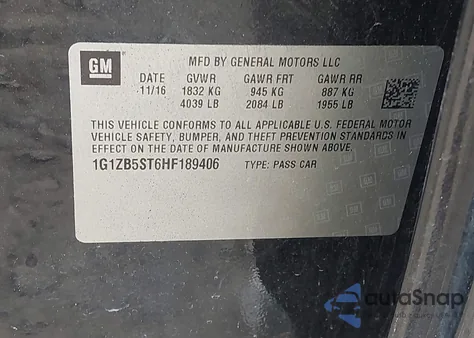 GM
MFD BY GENERAL MOTORS LLC
DATE GVWR GAWR FRT GAWR RR
11/16 1832 KG 945 KG 887 KG
4039 LB 2084 LB 1955 LB
THIS VEHICLE CONFORMS TO ALL APPLICABLE U.S. FEDERAL MOTOR
VEHICLE SAFETY, BUMPER, AND THEFT PREVENTION STANDARDS IN
EFFECT ON THE DATE OF MANUFACTURE SHOWN ABOVE.
1G1ZB5ST6HF189406 TYPE: PASS CAR
autoSnap